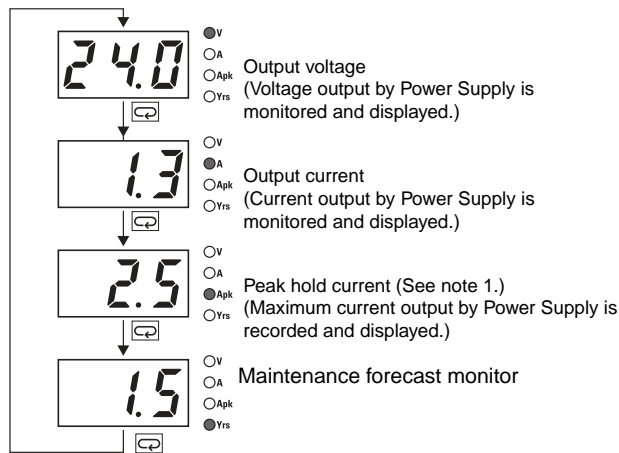 24.0
V
A
Apk
Yrs
Output voltage
(Voltage output by Power Supply is
monitored and displayed.)
1.3
V
A
Apk
Yrs
Output current
(Current output by Power Supply is
monitored and displayed.)
2.5
V
A
Apk
Yrs
Peak hold current (See note 1.)
(Maximum current output by Power Supply is
recorded and displayed.)
1.5
V
A
Apk
Yrs
Maintenance forecast monitor